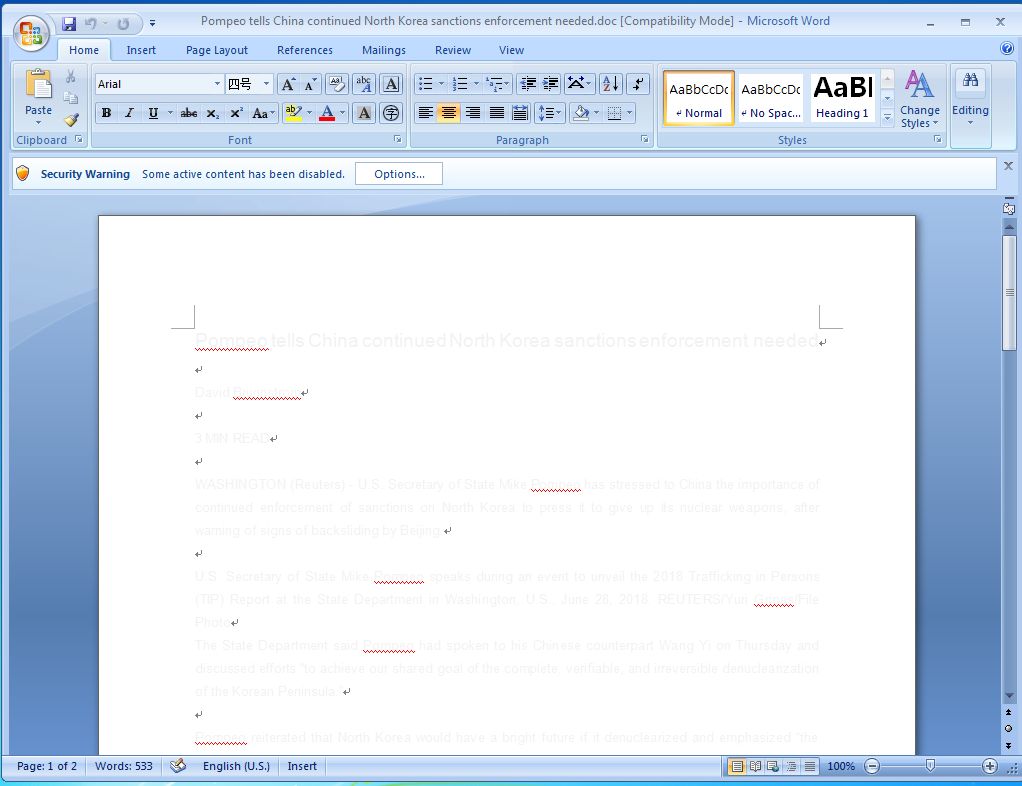 Pompeo tells China continued North Korea sanctions enforcement needed.doc [Compatibility Mode] - Microsoft Word
Home Insert Page Layout References Mailings Review View
Paste
Arial
四号
B I U abe X₂ X² Aa
AaBbCcDc AaBbCcDc AaBl
Normal No Spac... Heading 1
Change Styles
Editing
Clipboard Font Paragraph Styles
Security Warning Some active content has been disabled. Options...
Pompeo tells China continued North Korea sanctions enforcement needed
David
3 MIN READ
WASHINGTON (Reuters) - U.S. Secretary of State Mike Pompeo has stressed to China the importance of
continued enforcement of sanctions on North Korea to press it to give up its nuclear weapons, after
warning of signs of backsliding by Beijing.
U.S. Secretary of State Mike Pompeo speaks during an event to unveil the 2018 Trafficking in Persons
(TIP) Report at the State Department in Washington, U.S., June 28, 2018. REUTERS/Yuri Gripas/File
Photo
The State Department said Pompeo had spoken to his Chinese counterpart Wang Yi on Thursday and
discussed efforts "to achieve our shared goal of the complete, verifiable, and irreversible denuclearization
of the Korean Peninsula."
Pompeo reiterated that North Korea would have a bright future if it denuclearized and emphasized "the
Page: 1 of 2 Words: 533 English (U.S.) Insert 100%